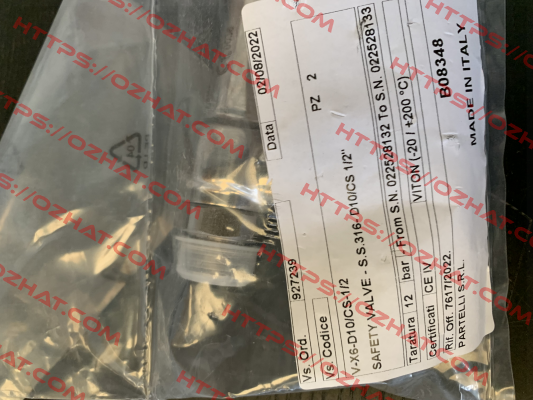 Vs. Ord. 927239 Data 02/08/2022
Vs. Codice PZ 2
V-X6-D10/CS-1/2
SAFETY VALVE - S.S.316 - D10/CS 1/2"
Taratura 12 bar - From S.N. 022528132 To S.N. 022528133
Certificati CE IV VITON (-20 / +200 °C)
Rif. Off. 7617/2022. B08348
PARTELLI S.R.L. MADE IN ITALY
HTTPS://OZHAT.COM